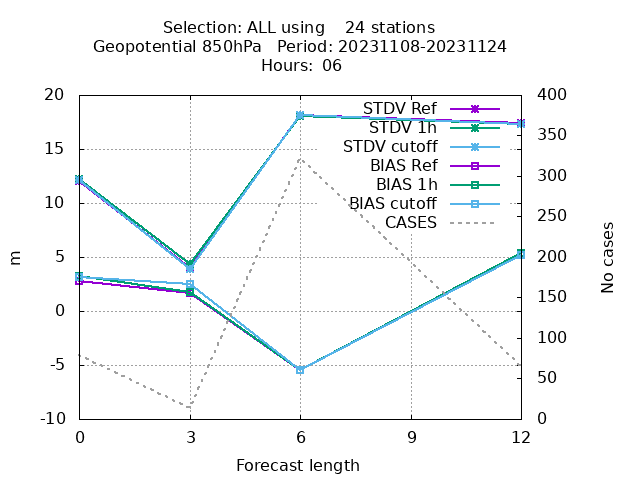 Selection: ALL using    24 stations
Geopotential 850hPa   Period: 20231108-20231124
Hours: 06
20
15
10
5
0
-5
-10
m
400
350
300
250
200
150
100
50
0
No cases
STDV Ref
STDV 1h
STDV cutoff
BIAS Ref
BIAS 1h
BIAS cutoff
CASES
0 3 6 9 12
Forecast length